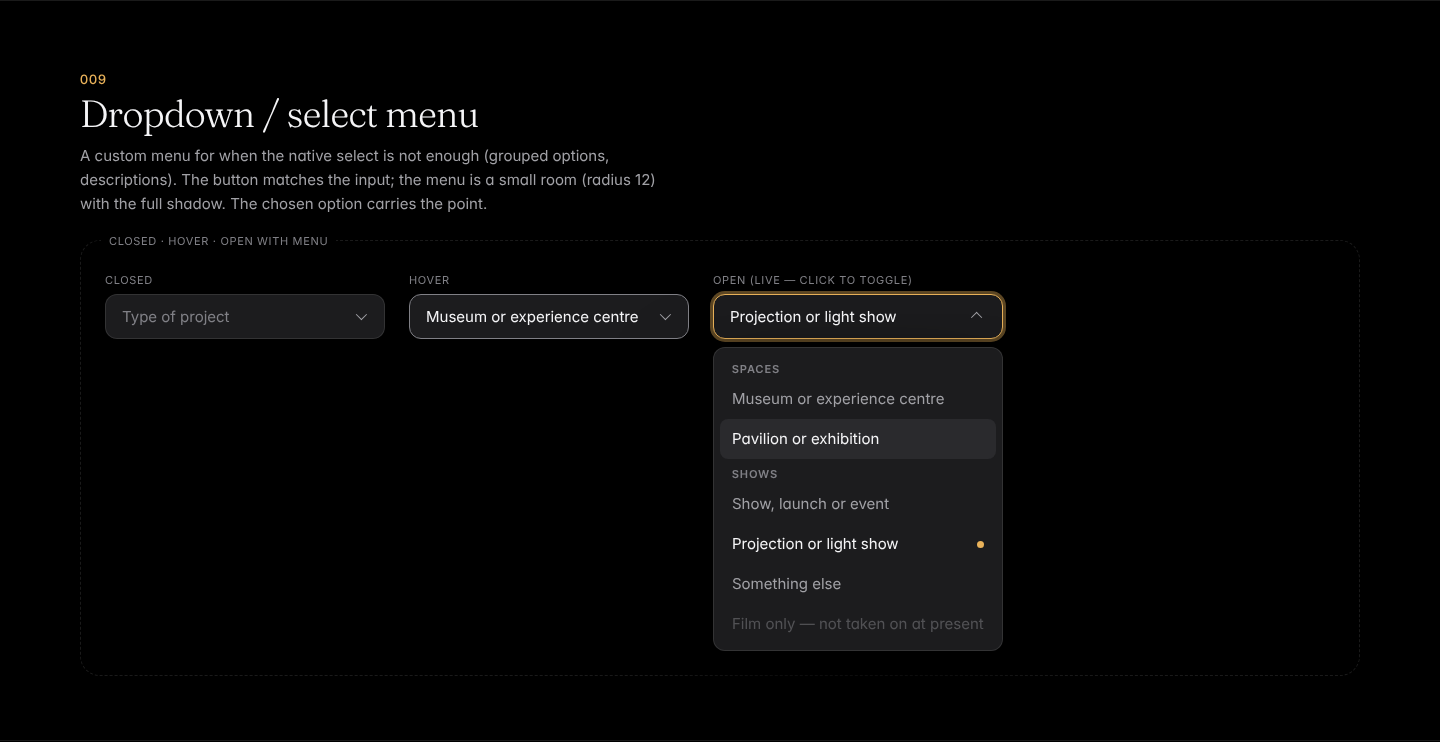 009
Dropdown / select menu
A custom menu for when the native select is not enough (grouped options,
descriptions). The button matches the input; the menu is a small room (radius 12)
with the full shadow. The chosen option carries the point.
CLOSED · HOVER · OPEN WITH MENU
CLOSED
Type of project
HOVER
Museum or experience centre
OPEN (LIVE — CLICK TO TOGGLE)
Projection or light show
SPACES
Museum or experience centre
Pavilion or exhibition
SHOWS
Show, launch or event
Projection or light show
Something else
Film only — not taken on at present